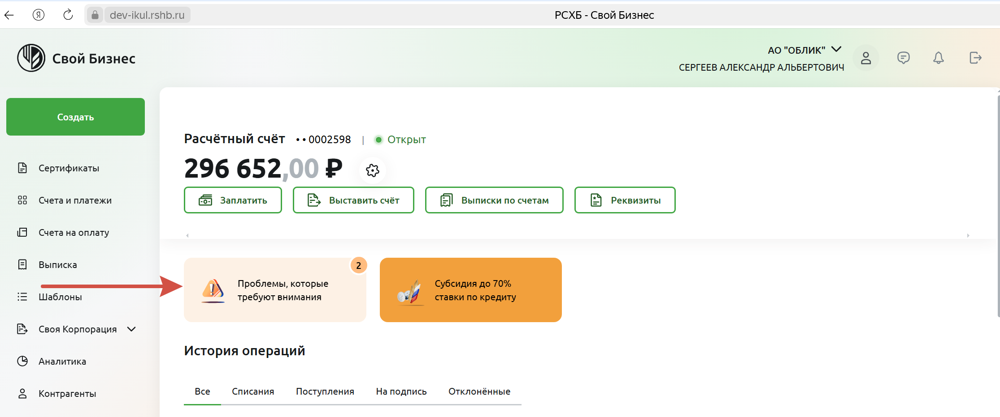 dev-ikul.rshb.ru
РСХБ - Свой Бизнес
Свой Бизнес
АО "ОБЛИК"
СЕРГЕЕВ АЛЕКСАНДР АЛЬБЕРТОВИЧ
Создать
Сертификаты
Счета и платежи
Счета на оплату
Выписка
Шаблоны
Своя Корпорация
Аналитика
Контрагенты
Расчётный счёт • • 0002598 | Открыт
296 652,00 ₽
Заплатить
Выставить счёт
Выписки по счетам
Реквизиты
2
Проблемы, которые
требуют внимания
Субсидия до 70%
ставки по кредиту
История операций
Все Списания Поступления На подпись Отклонённые